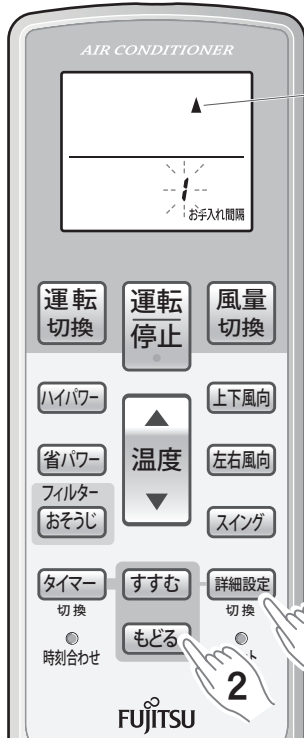 AIR CONDITIONER
▲
1
お手入れ間隔
運転
切換
運転
停止
風量
切換
ハイパワー
上下風向
▲
温度
▼
省パワー
左右風向
フィルター
おそうじ
スイング
タイマー
切換
すすむ
詳細設定
切換
時刻合わせ
もどる
2
FUJITSU